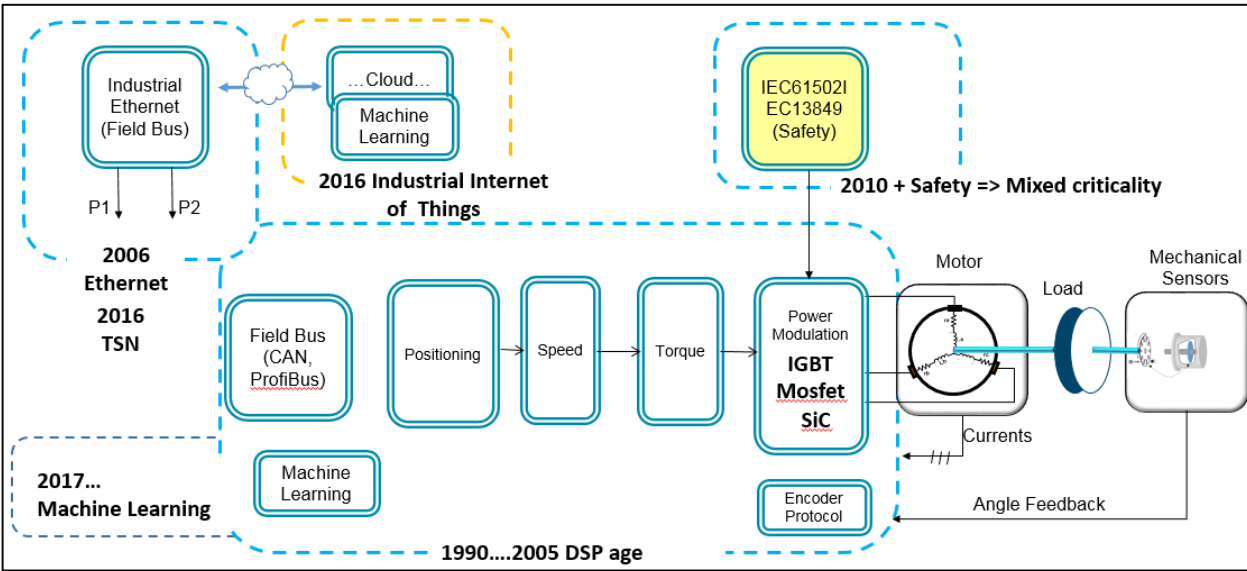 Industrial
Ethernet
(Field Bus)
P1
P2
2006
Ethernet
2016
TSN
...Cloud...
Machine
Learning
2016 Industrial Internet
of Things
IEC61502I
EC13849
(Safety)
2010 + Safety => Mixed criticality
Field Bus
(CAN,
ProfiBus)
Positioning
Speed
Torque
Power
Modulation
IGBT
Mosfet
SiC
Motor
Load
Mechanical
Sensors
Currents
Angle Feedback
Encoder
Protocol
Machine
Learning
2017...
Machine Learning
1990....2005 DSP age